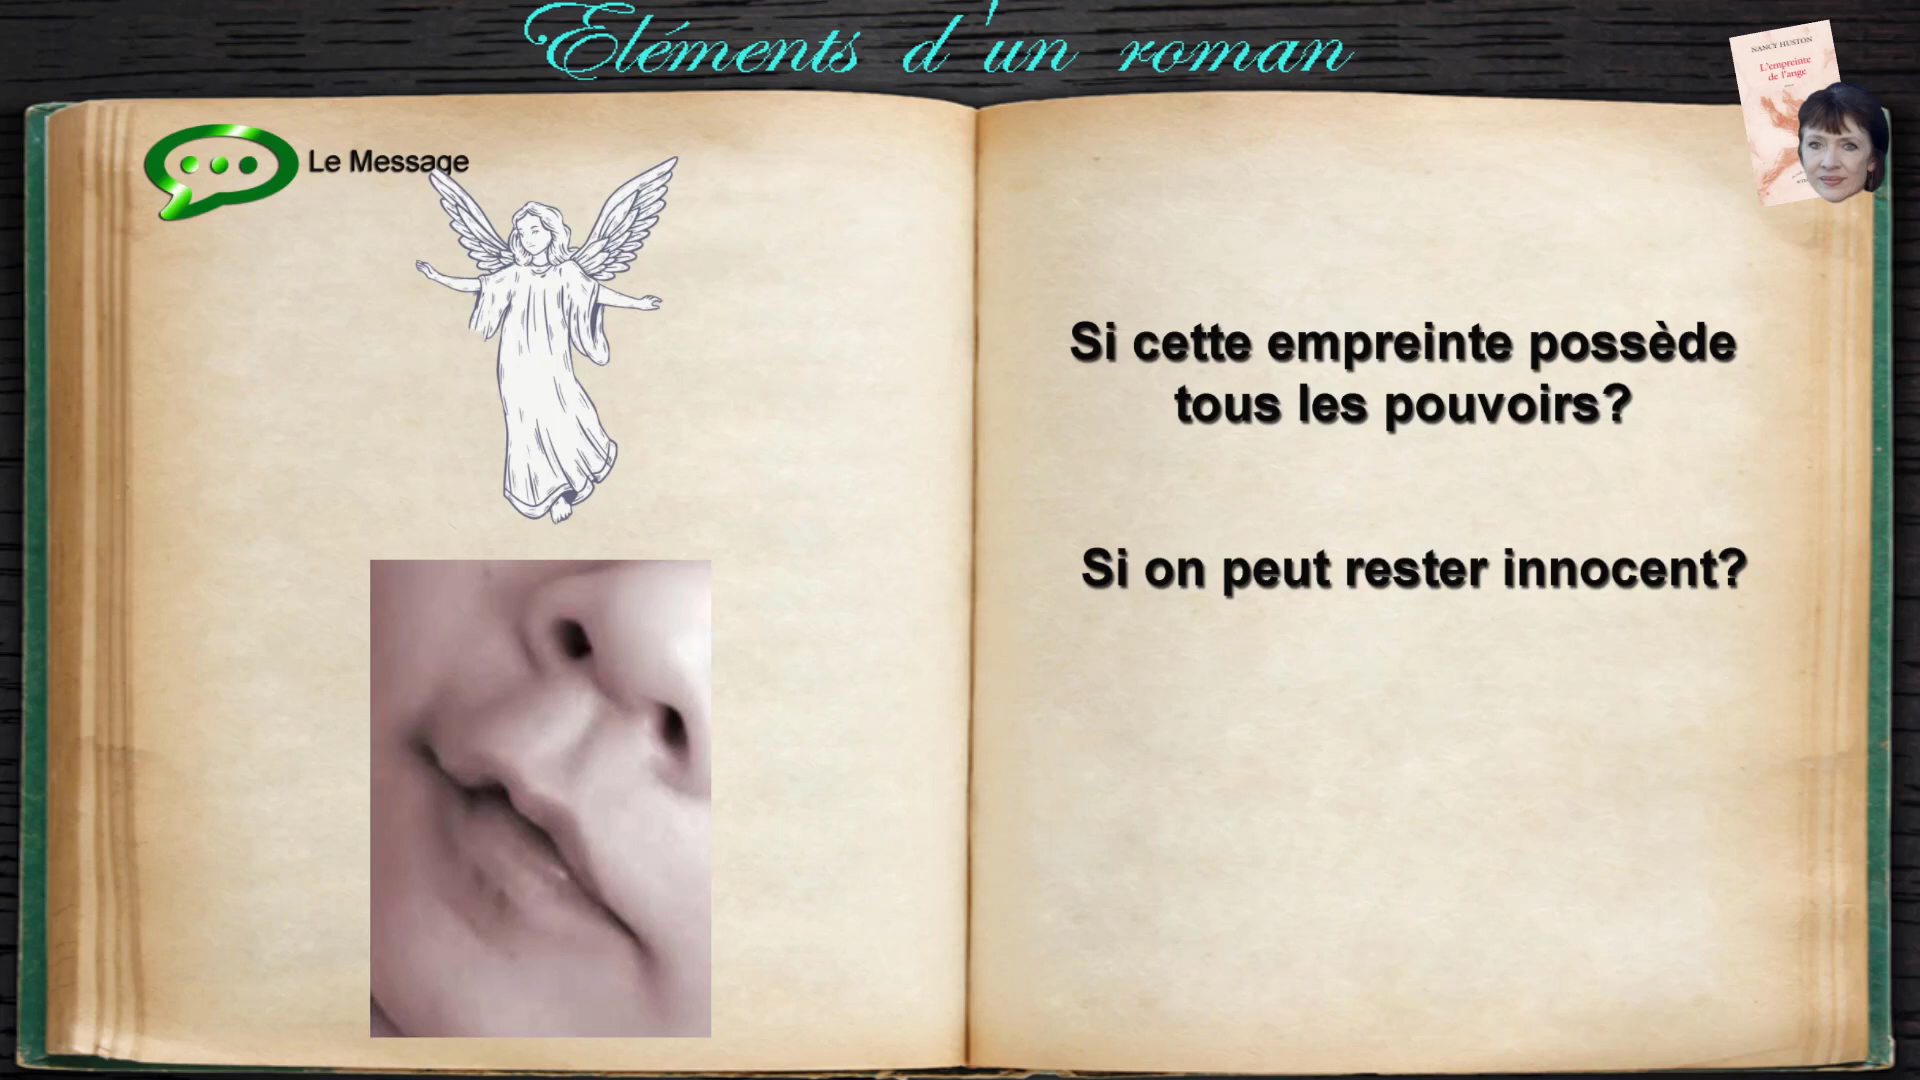 Eléments d'un roman
NANCY HUSTON
L'empreinte
de l'ange
Le Message
Si cette empreinte possède
tous les pouvoirs?
Si on peut rester innocent?